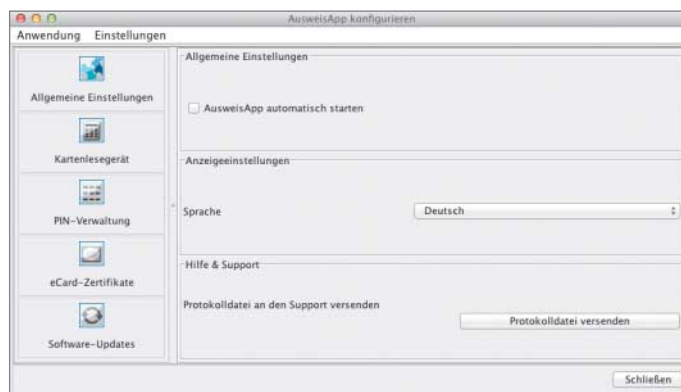 AusweisApp konfigurieren
Anwendung Einstellungen
Allgemeine Einstellungen
Kartenlesegerät
PIN-Verwaltung
eCard-Zertifikate
Software-Updates
Allgemeine Einstellungen
AusweisApp automatisch starten
Anzeigeeinstellungen
Sprache Deutsch
Hilfe & Support
Protokolldatei an den Support versenden
Protokolldatei versenden
Schließen